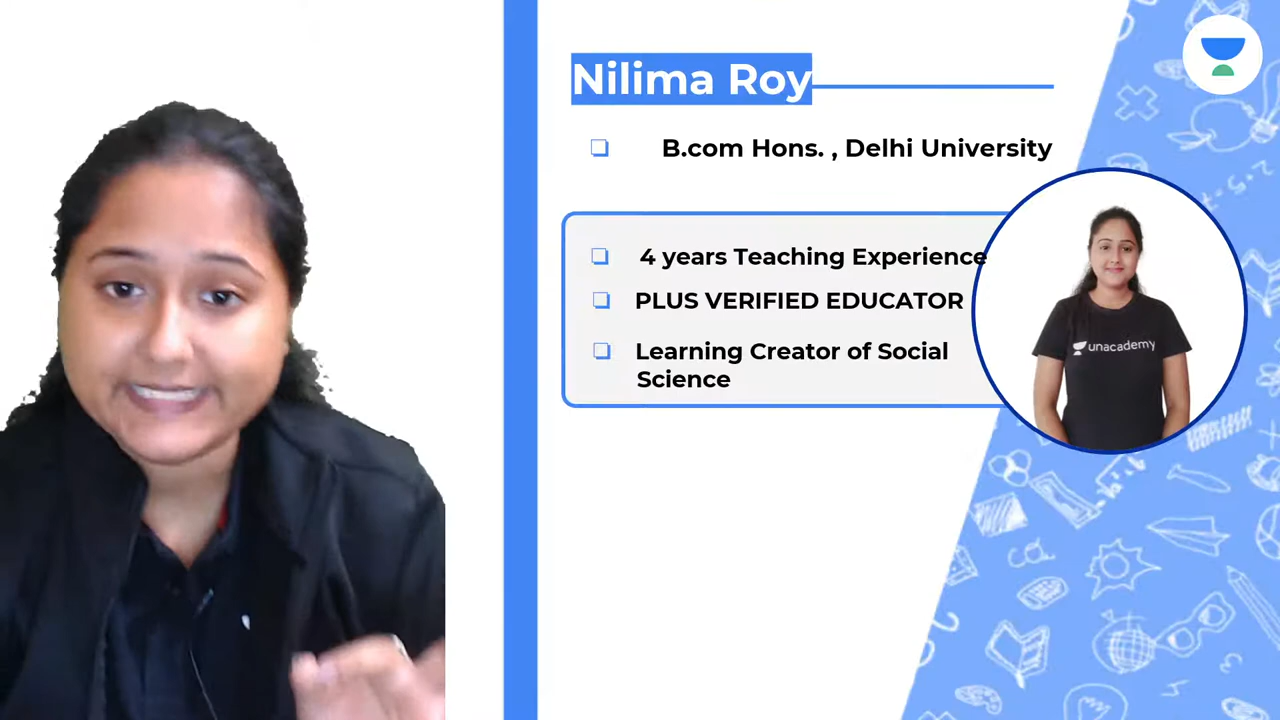 Nilima Roy
B.com Hons. , Delhi University
4 years Teaching Experience
PLUS VERIFIED EDUCATOR
Learning Creator of Social
Science
unacademy